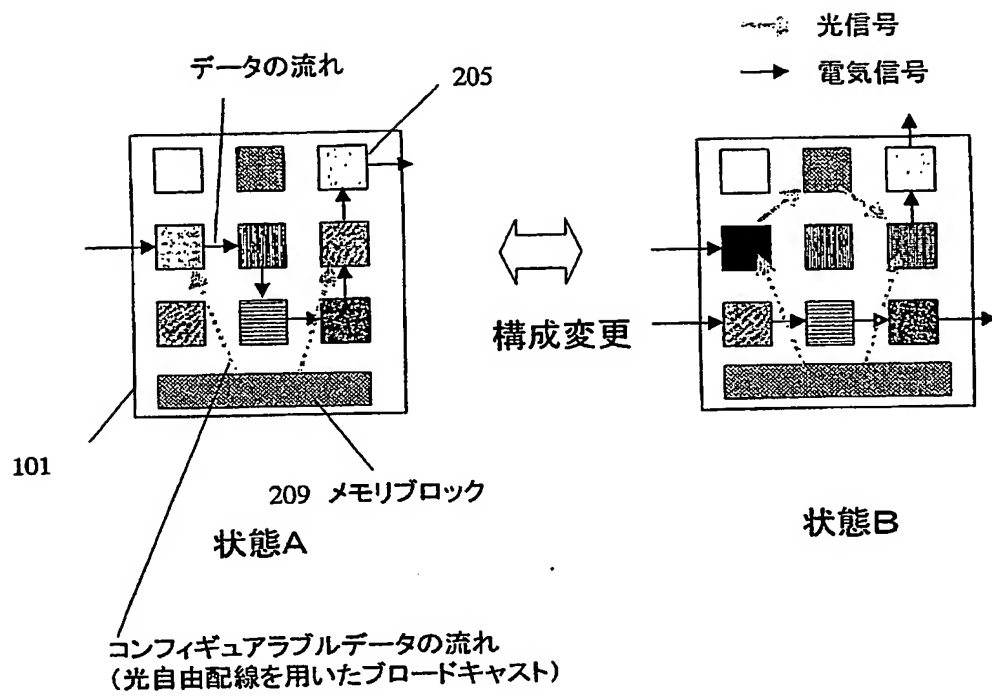 光信号
電気信号
データの流れ
205
構成変更
101
209 メモリブロック
状態A
状態B
コンフィギュアラブルデータの流れ
(光自由配線を用いたブロードキャスト)